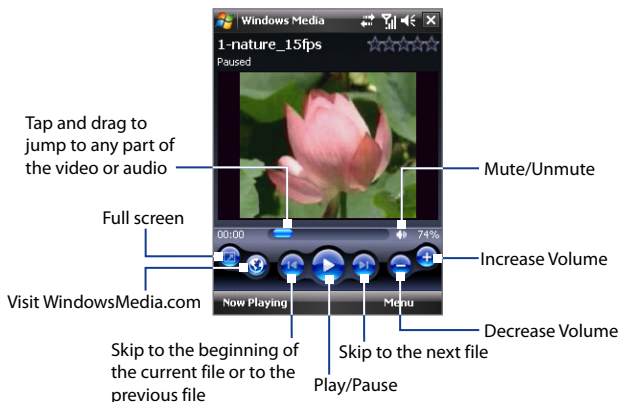 Windows Media
1-nature_15fps
Paused
Tap and drag to
jump to any part of
the video or audio
Mute/Unmute
Full screen
00:00
74%
Increase Volume
Visit WindowsMedia.com
Now Playing
Menu
Decrease Volume
Skip to the beginning of
the current file or to the
previous file
Skip to the next file
Play/Pause